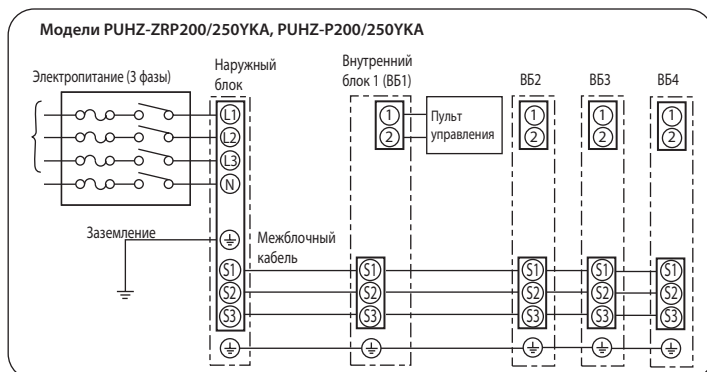 Модели PUHZ-ZRP200/250YKA, PUHZ-P200/250YKA
Электропитание (3 фазы)
Наружный
блок
Внутренний
блок 1 (ВБ1)
ВБ2
ВБ3
ВБ4
L1
L2
L3
N
1
2
Пульт
управления
1
2
1
2
1
2
Заземление
Межблочный
кабель
S1
S2
S3
S1
S2
S3
S1
S2
S3
S1
S2
S3
S1
S2
S3